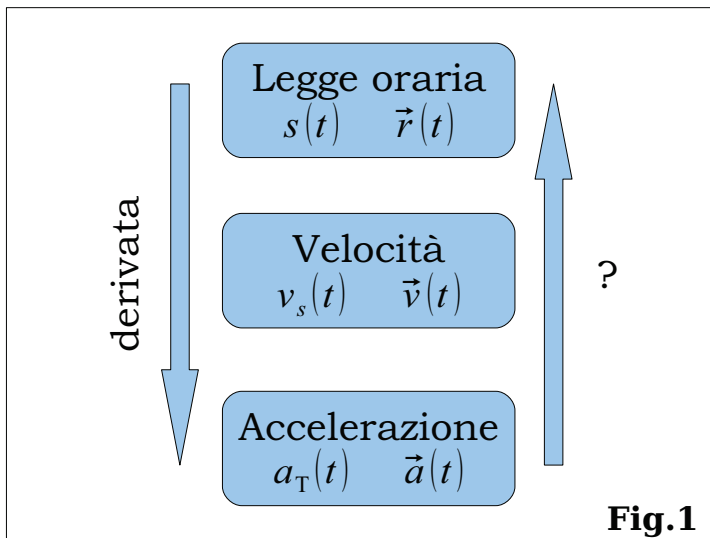 Legge oraria
s(t) r⃗(t)
derivata
Velocità
v_s(t) v⃗(t)
?
Accelerazione
a_T(t) a⃗(t)
Fig.1